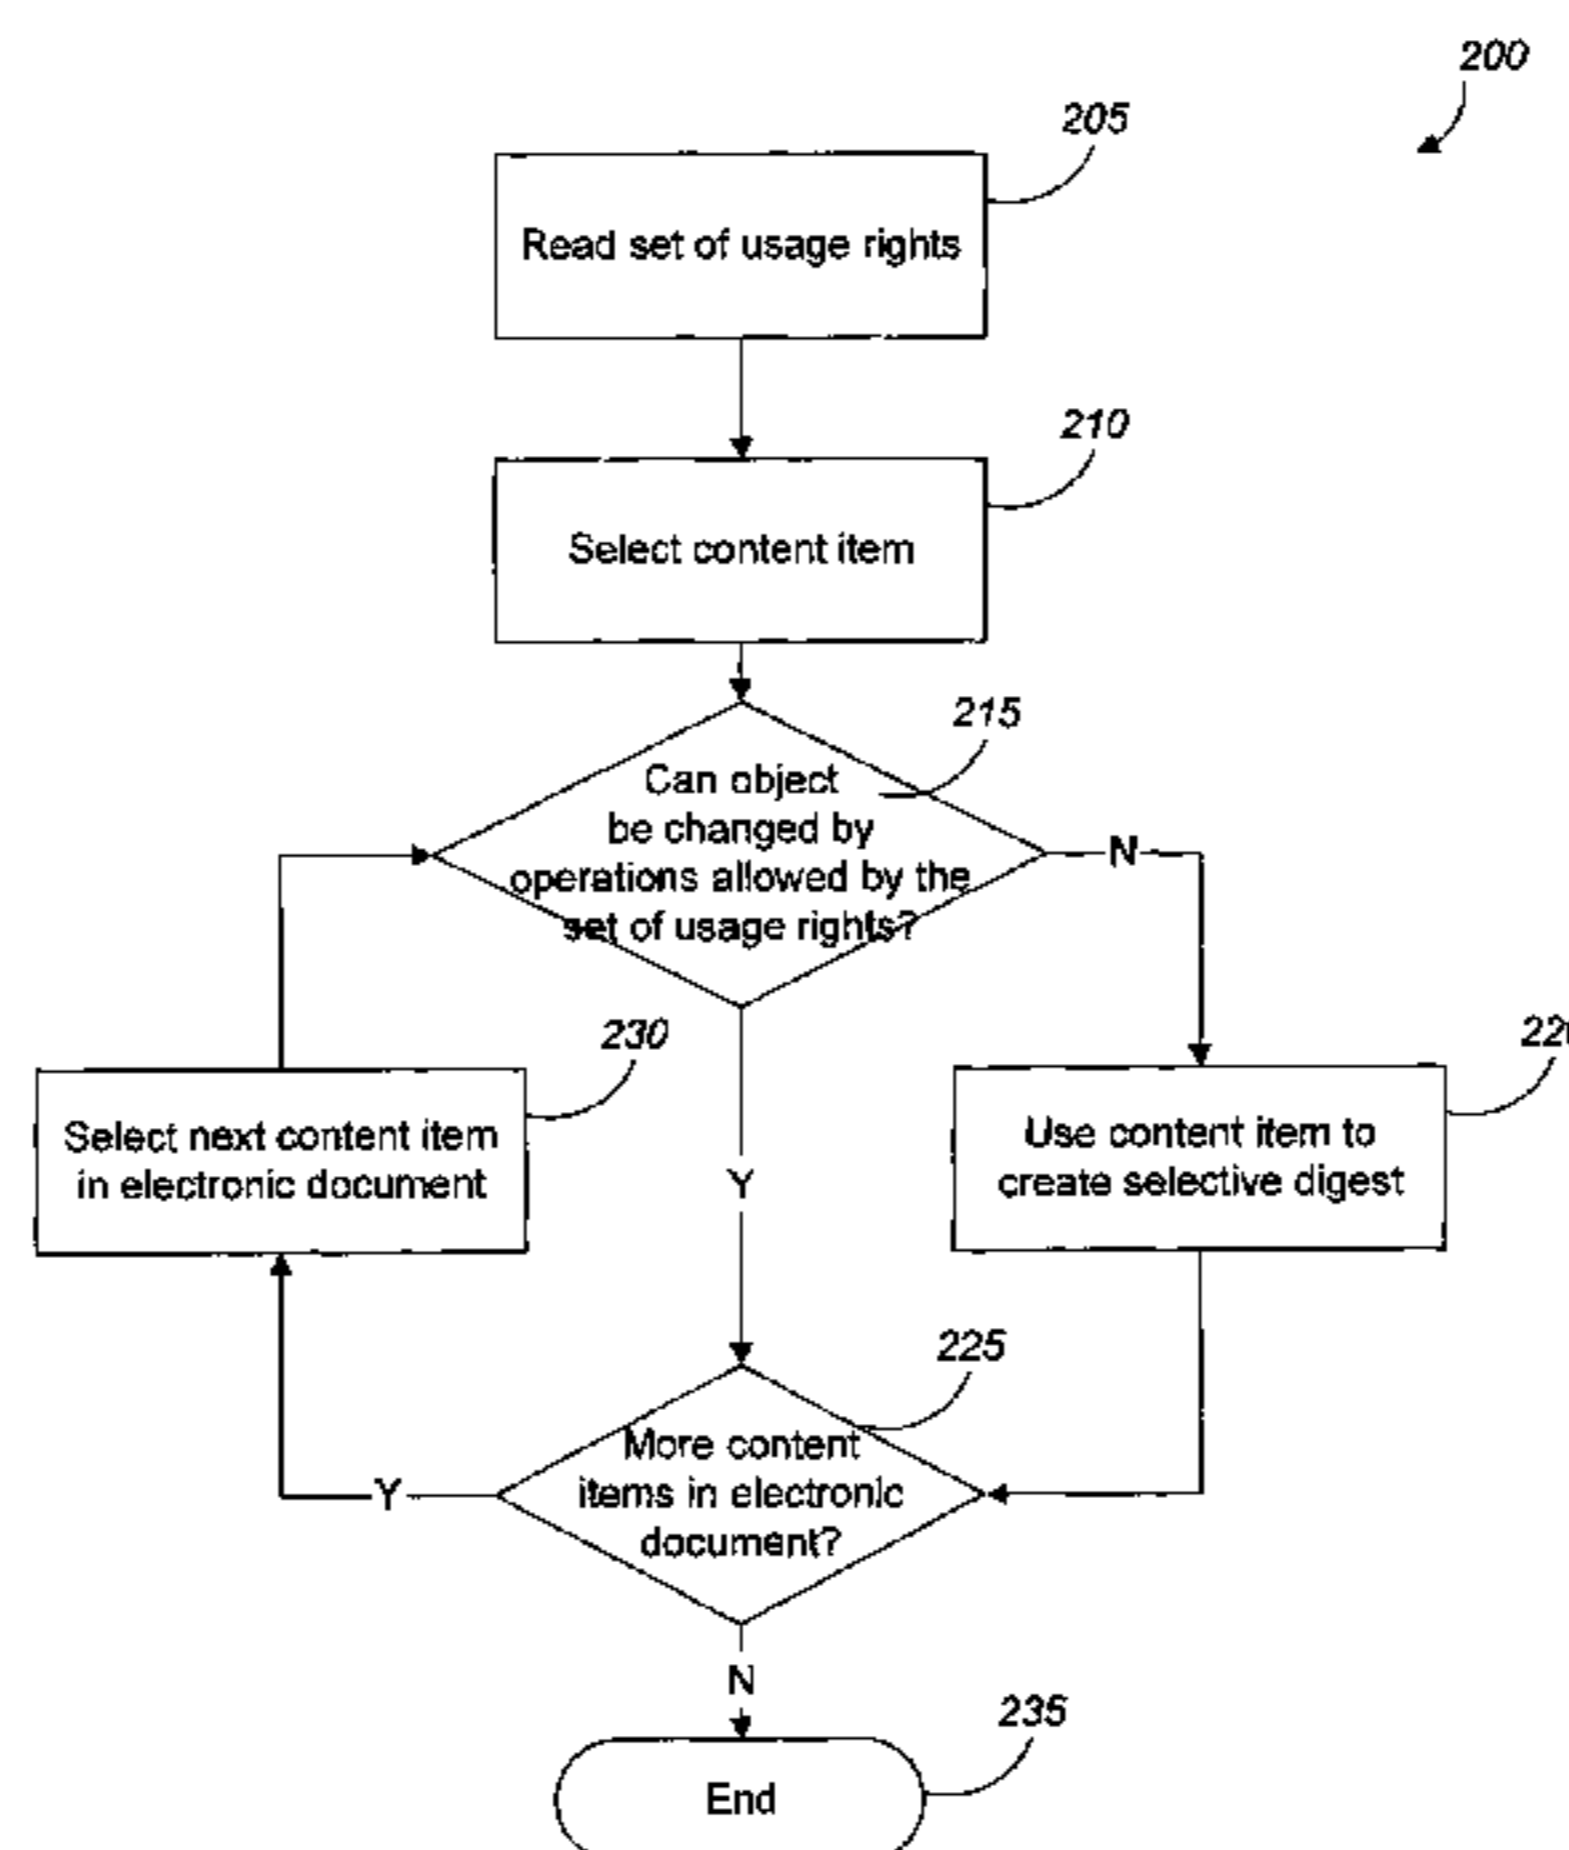 200
205
Read set of usage rights
210
Select content item
215
Can object
be changed by
operations allowed by the
set of usage rights?
N
230
Select next content item
in electronic document
Y
Use content item to
create selective digest
225
More content
items in electronic
document?
Y
N
235
End